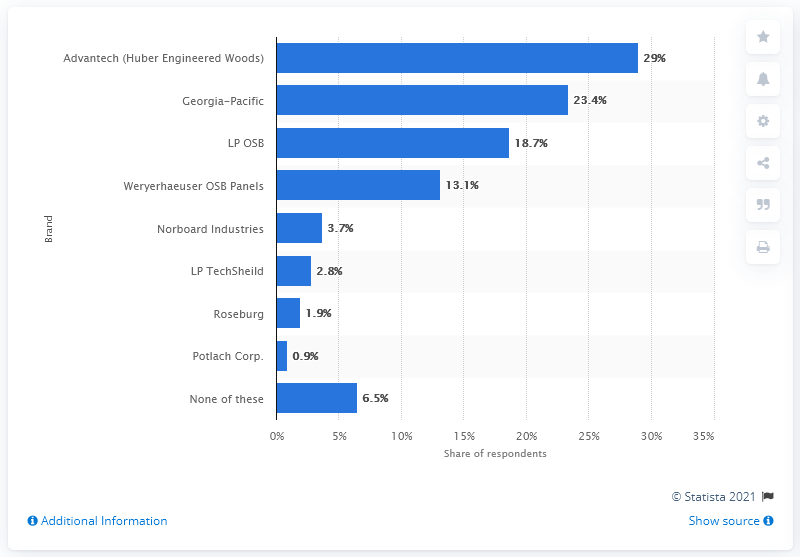 Advantech (Huber Engineered Woods) 29%
Georgia-Pacific 23.4%
LP OSB 18.7%
Weryerhaeuser OSB Panels 13.1%
Norboard Industries 3.7%
LP TechSheild 2.8%
Roseburg 1.9%
Potlach Corp. 0.9%
None of these 6.5%
Brand
0% 5% 10% 15% 20% 25% 30% 35%
Share of respondents
© Statista 2021
Additional Information
Show source